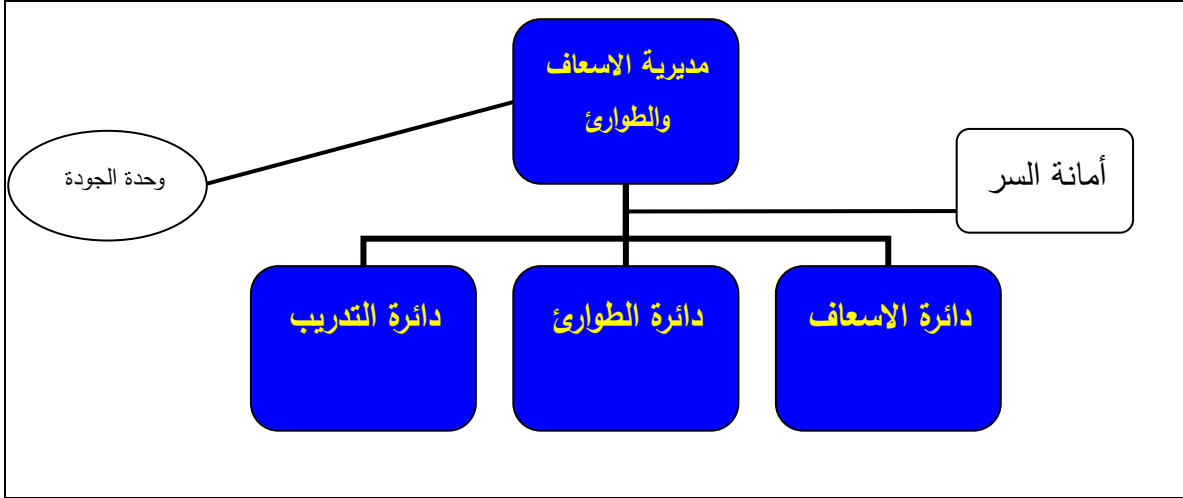 مديرية الاسعاف
والطوارئ
أمانة السر
وحدة الجودة
دائرة الاسعاف
دائرة الطوارئ
دائرة التدريب